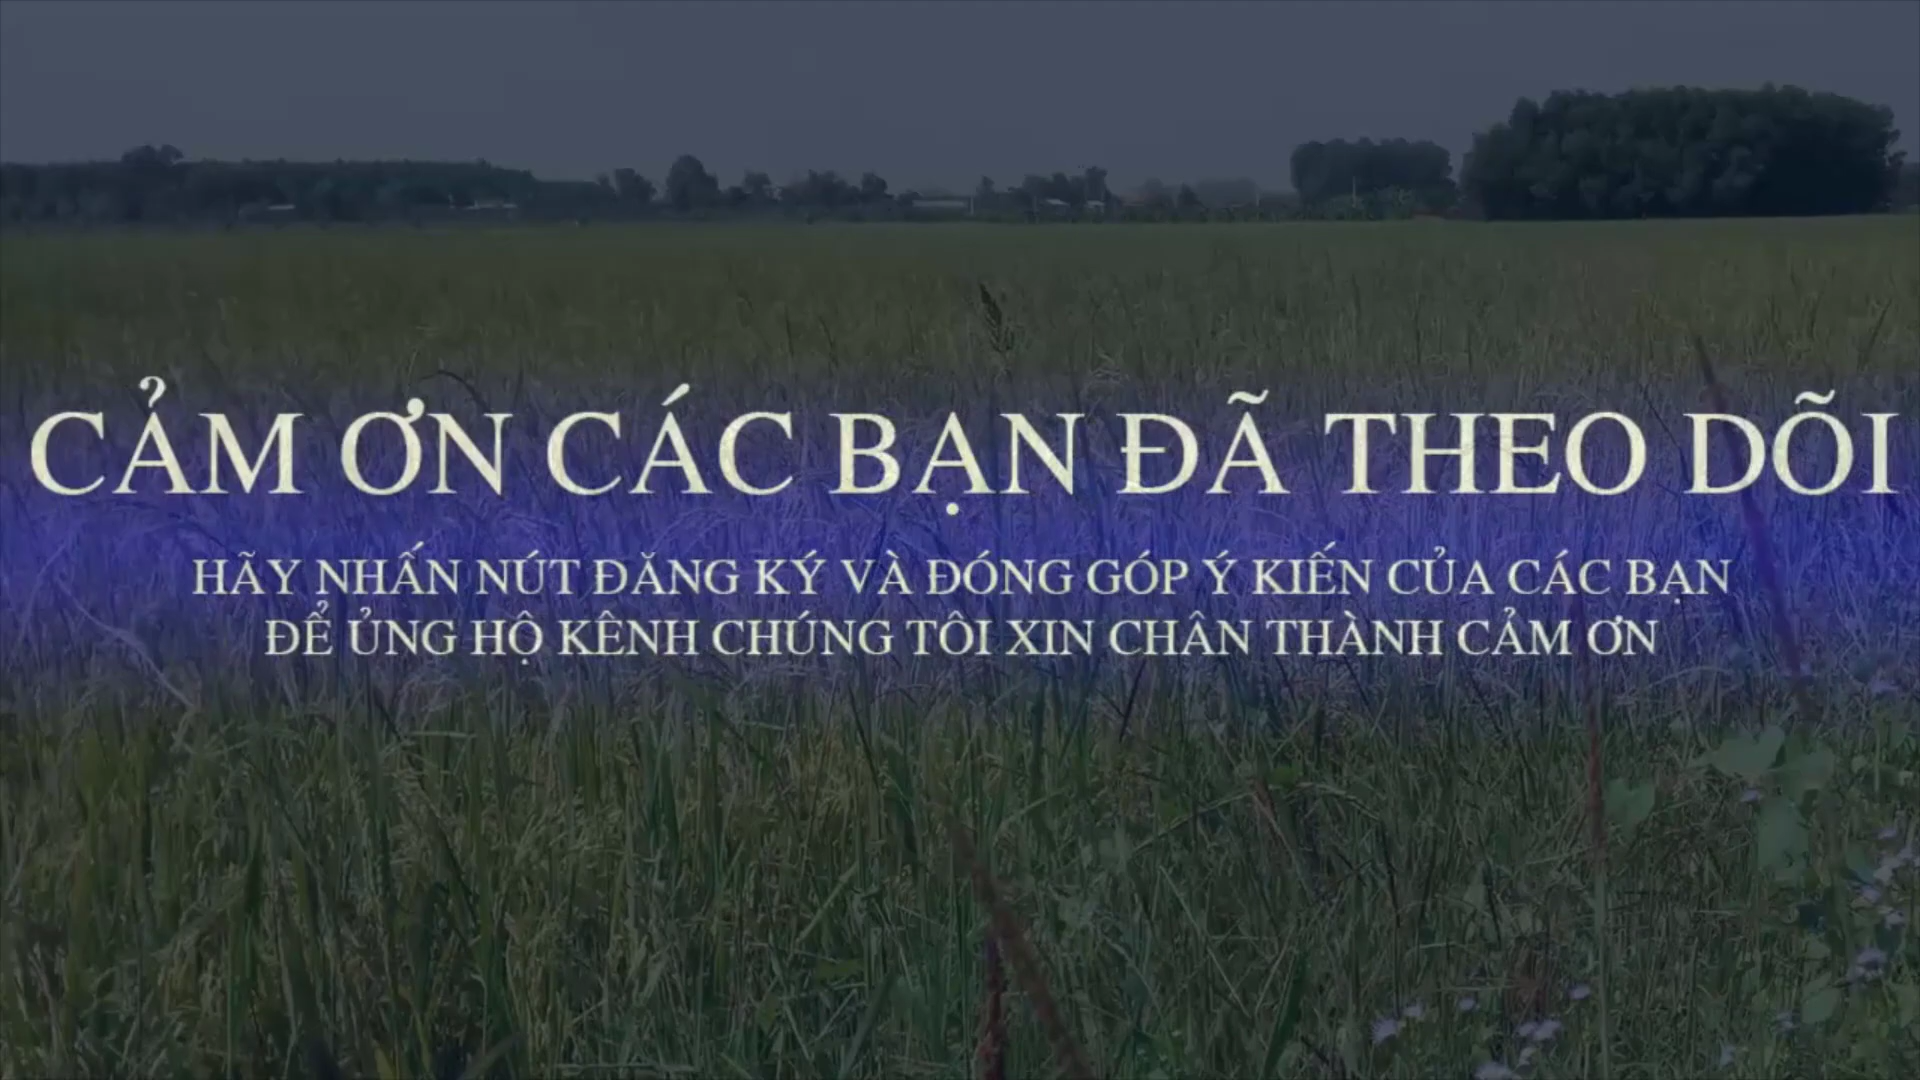 CẢM ƠN CÁC BẠN ĐÃ THEO DÕI
HÃY NHẤN NÚT ĐĂNG KÝ VÀ ĐÓNG GÓP Ý KIẾN CỦA CÁC BẠN
ĐỂ ỦNG HỘ KÊNH CHÚNG TÔI XIN CHÂN THÀNH CẢM ƠN